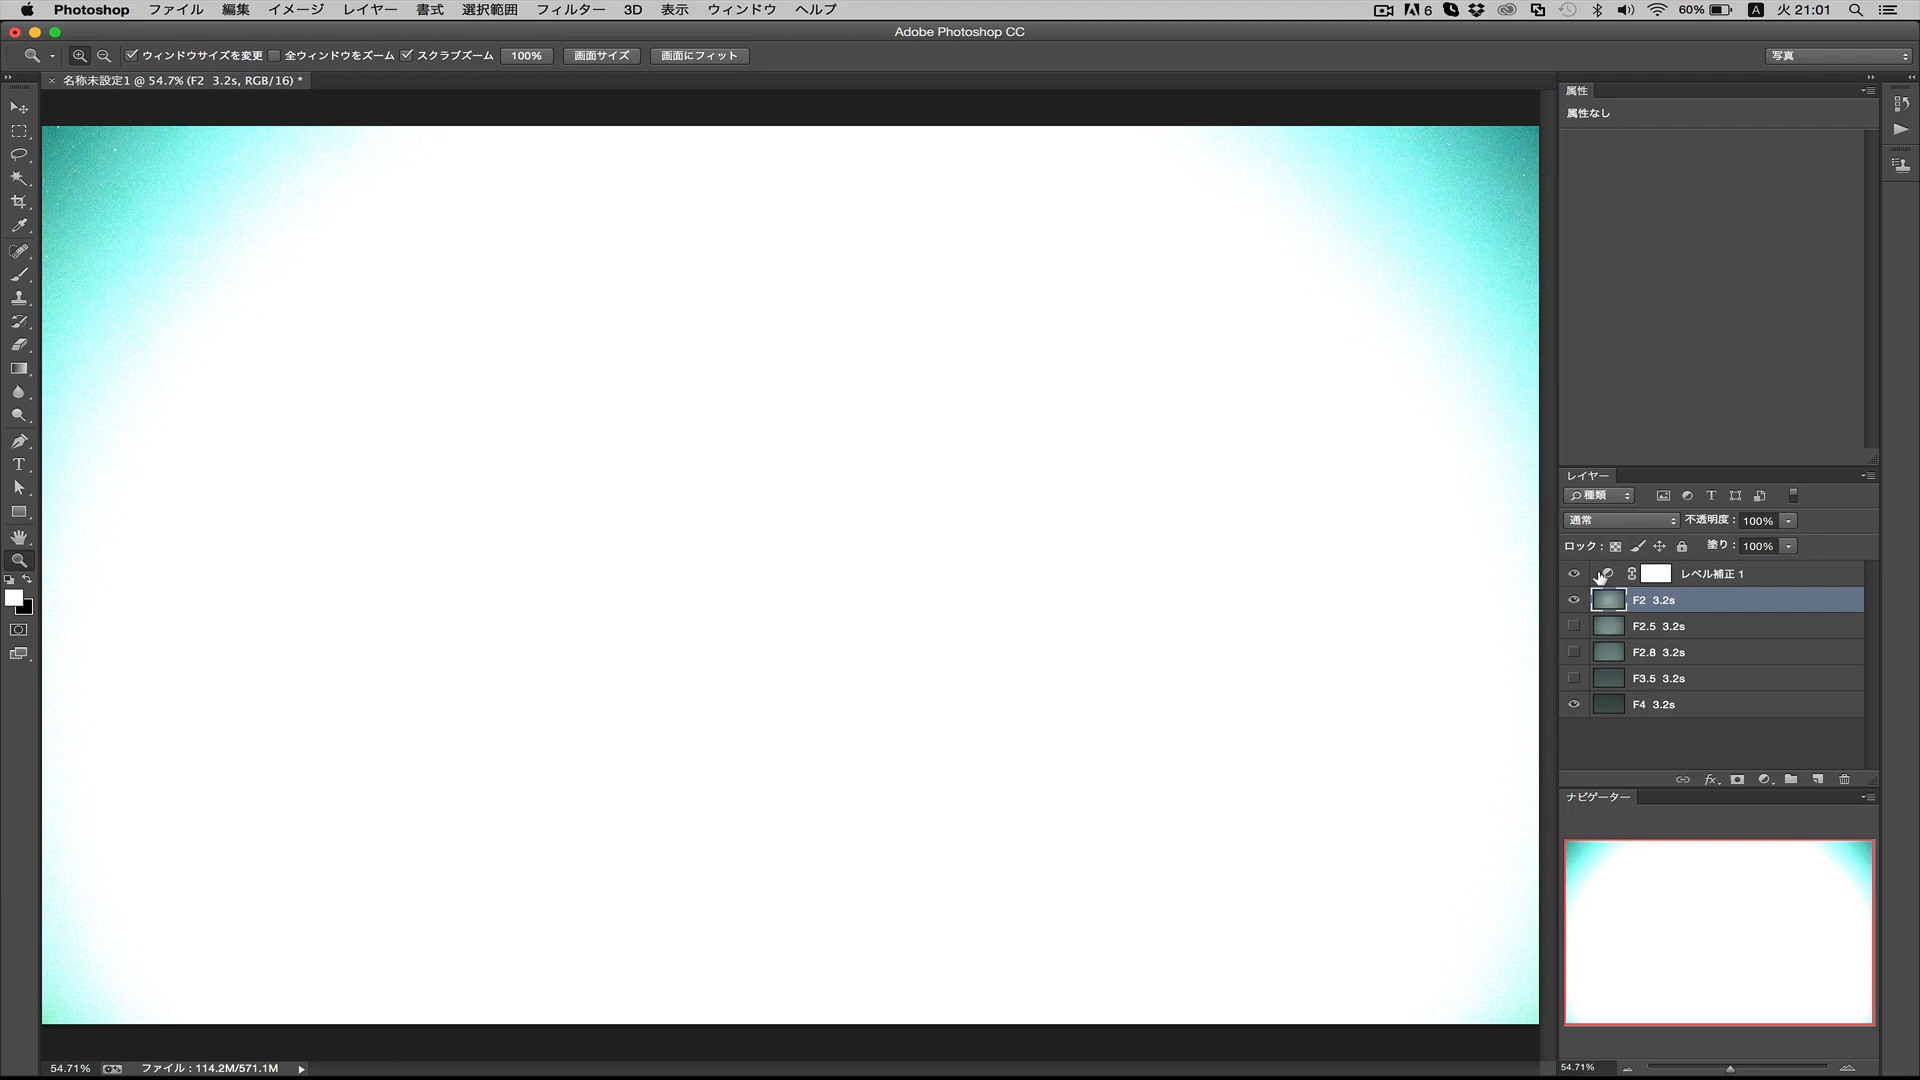 Photoshop ファイル 編集 イメージ レイヤー 書式 選択範囲 フィルター 3D 表示 ウィンドウ ヘルプ 6 60% A 火 21:01
Adobe Photoshop CC
ウィンドウサイズを変更 全ウィンドウをズーム スクラブズーム 100% 画面サイズ 画面にフィット 写真
× 名称未設定1 @ 54.7% (F2 3.2s, RGB/16) *
属性
属性なし
レイヤー
種類 T
通常 不透明度 : 100%
ロック : 塗り : 100%
レベル補正 1
F2 3.2s
F2.5 3.2s
F2.8 3.2s
F3.5 3.2s
F4 3.2s
fx
ナビゲーター
54.71% ファイル : 114.2M/571.1M
54.71%